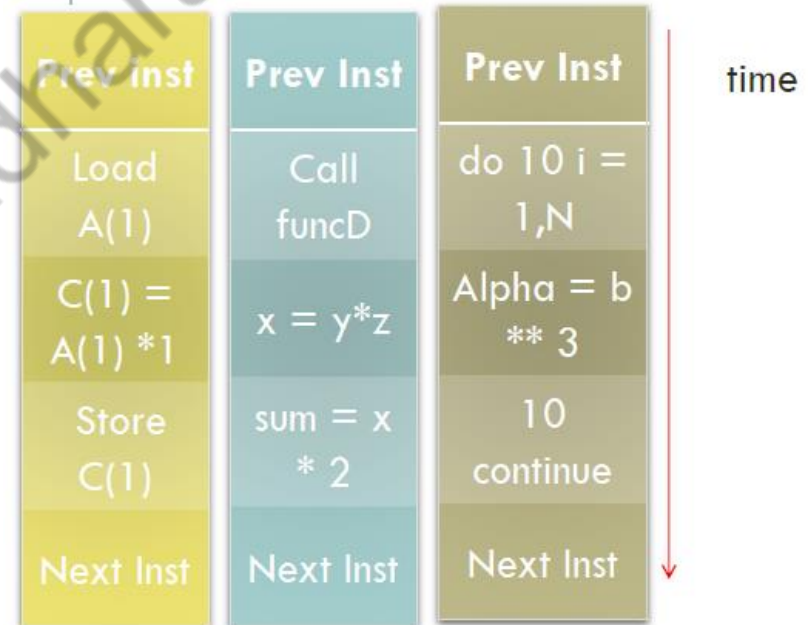 Prev inst
Load
A(1)
C(1) =
A(1) *1
Store
C(1)
Next Inst
Prev Inst
Call
funcD
x = y*z
sum = x
* 2
Next Inst
Prev Inst
do 10 i =
1,N
Alpha = b
** 3
10
continue
Next Inst
time